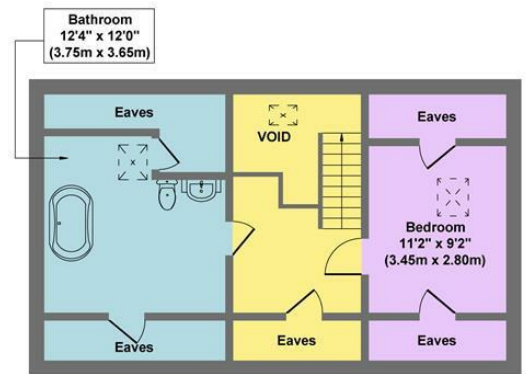 Bathroom
12'4" x 12'0"
(3.75m x 3.65m)
Eaves
VOID
Eaves
Bedroom
11'2" x 9'2"
(3.45m x 2.80m)
Eaves
Eaves
Eaves